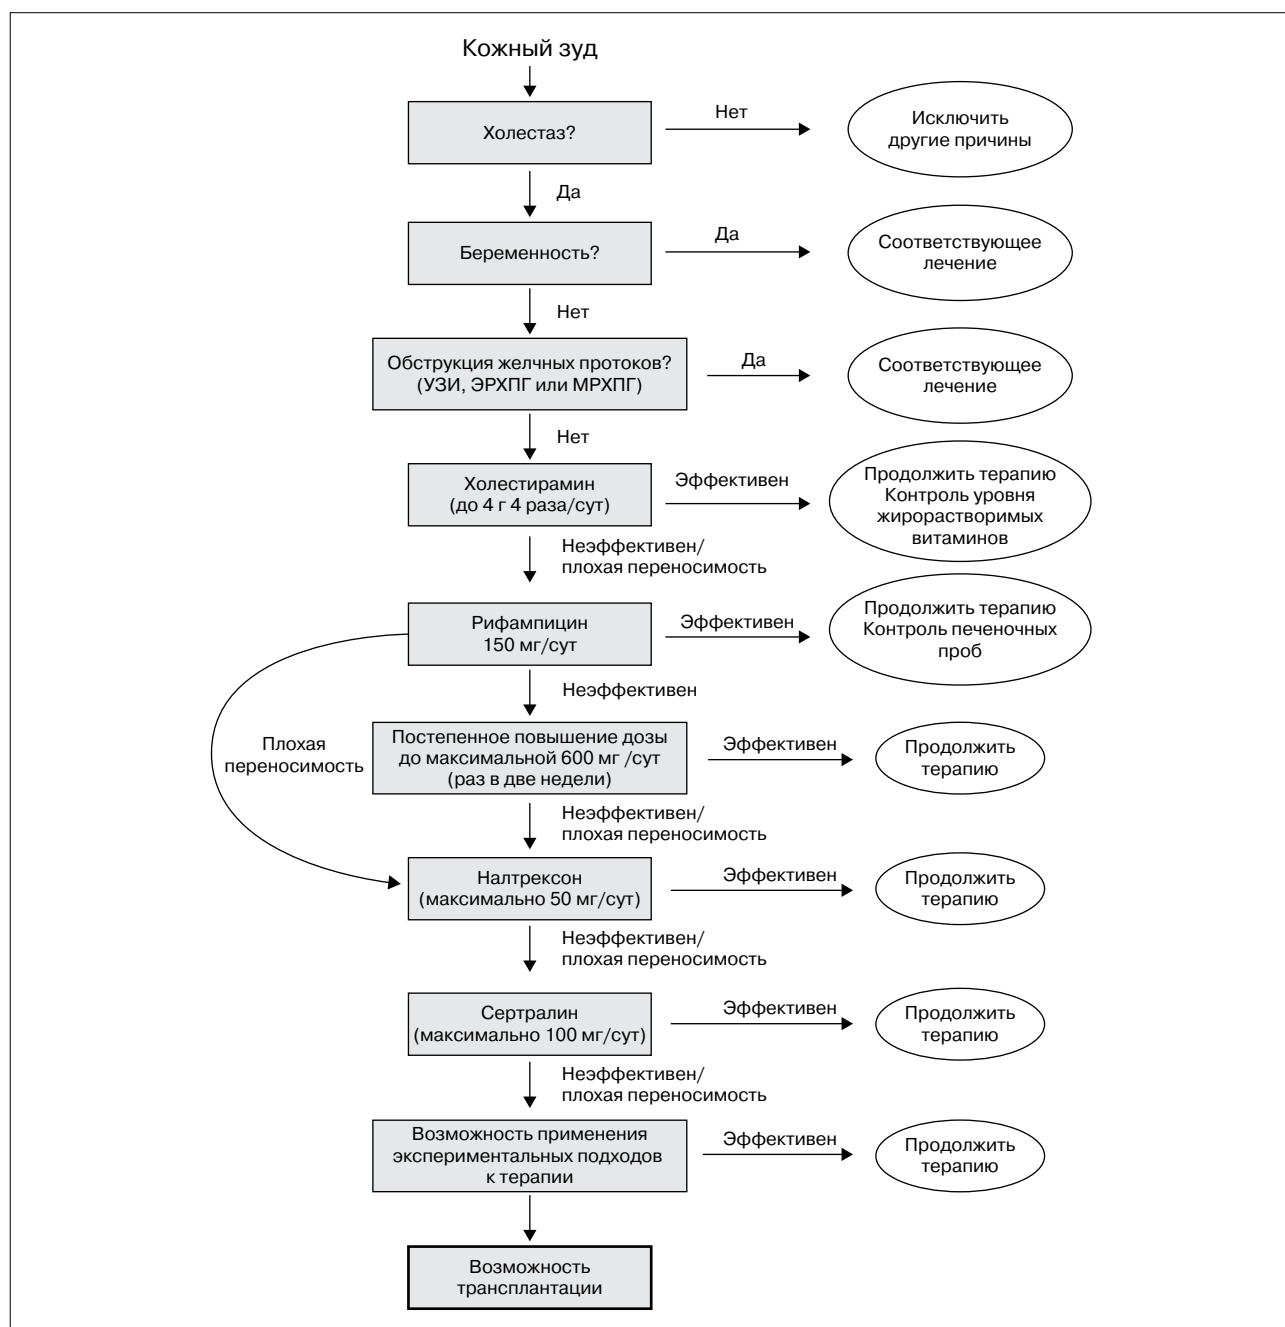 Кожный зуд
Холестаз?
Нет
Исключить
другие причины
Да
Беременность?
Да
Соответствующее
лечение
Нет
Обструкция желчных протоков?
(УЗИ, ЭРХПГ или МРХПГ)
Да
Соответствующее
лечение
Нет
Холестирамин
(до 4 г 4 раза/сут)
Эффективен
Продолжить терапию
Контроль уровня
жирорастворимых
витаминов
Неэффективен/
плохая переносимость
Рифампицин
150 мг/сут
Эффективен
Продолжить терапию
Контроль печеночных
проб
Неэффективен
Плохая
переносимость
Постепенное повышение дозы
до максимальной 600 мг /сут
(раз в две недели)
Эффективен
Продолжить
терапию
Неэффективен/
плохая переносимость
Налтрексон
(максимально 50 мг/сут)
Эффективен
Продолжить
терапию
Неэффективен/
плохая переносимость
Сертралин
(максимально 100 мг/сут)
Эффективен
Продолжить
терапию
Неэффективен/
плохая переносимость
Возможность применения
экспериментальных подходов
к терапии
Эффективен
Продолжить
терапию
Возможность
трансплантации